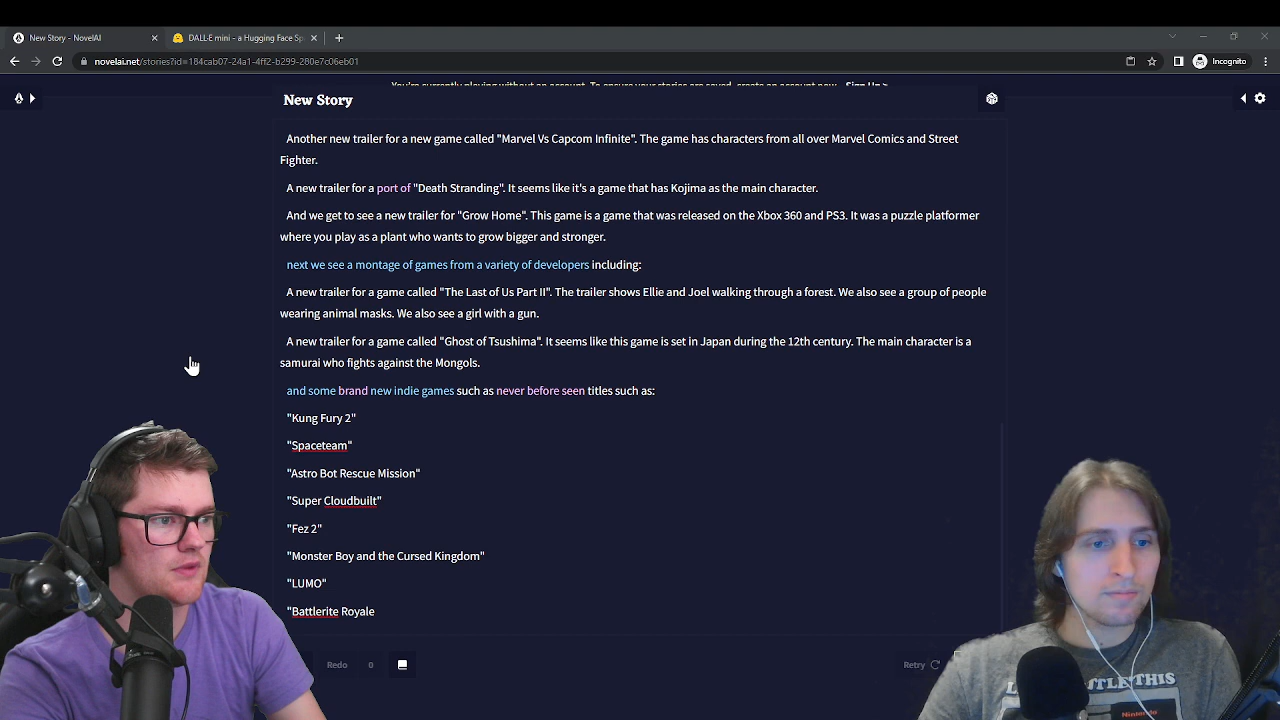 New Story - NovelAI
DALL·E mini - a Hugging Face Sp
novelai.net/stories?id=184cab07-24a1-4ff2-b299-280e7c06eb01
Incognito
New Story
Another new trailer for a new game called "Marvel Vs Capcom Infinite". The game has characters from all over Marvel Comics and Street
Fighter.
A new trailer for a port of "Death Stranding". It seems like it's a game that has Kojima as the main character.
And we get to see a new trailer for "Grow Home". This game is a game that was released on the Xbox 360 and PS3. It was a puzzle platformer
where you play as a plant who wants to grow bigger and stronger.
next we see a montage of games from a variety of developers including:
A new trailer for a game called "The Last of Us Part II". The trailer shows Ellie and Joel walking through a forest. We also see a group of people
wearing animal masks. We also see a girl with a gun.
A new trailer for a game called "Ghost of Tsushima". It seems like this game is set in Japan during the 12th century. The main character is a
samurai who fights against the Mongols.
and some brand new indie games such as never before seen titles such as:
"Kung Fury 2"
"Spaceteam"
"Astro Bot Rescue Mission"
"Super Cloudbuilt"
"Fez 2"
"Monster Boy and the Cursed Kingdom"
"LUMO"
"Battlerite Royale
Redo 0
Retry
THIS
Nintendo